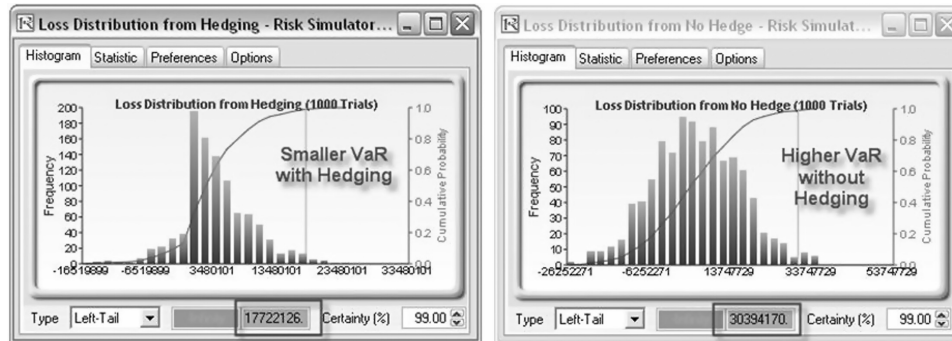 Loss Distribution from Hedging - Risk Simulator...
Histogram Statistic Preferences Options
Loss Distribution from Hedging (1000 Trials)
200
180
160
140
120
100
80
60
40
20
0
Frequency
Smaller VaR
with Hedging
1.0
0.8
0.6
0.4
0.2
0.0
Cumulative Probability
-16519899 -6519899 3480101 13480101 23480101 33480101
Type Left-Tail 17722126. Certainty (%) 99.00
Loss Distribution from No Hedge - Risk Simulat...
Histogram Statistic Preferences Options
Loss Distribution from No Hedge (1000 Trials)
100
90
80
70
60
50
40
30
20
10
0
Frequency
Higher VaR
without
Hedging
1.0
0.8
0.6
0.4
0.2
0.0
Cumulative Probability
-26252271 -6252271 13747729 33747729 53747729
Type Left-Tail 30394170. Certainty (%) 99.00